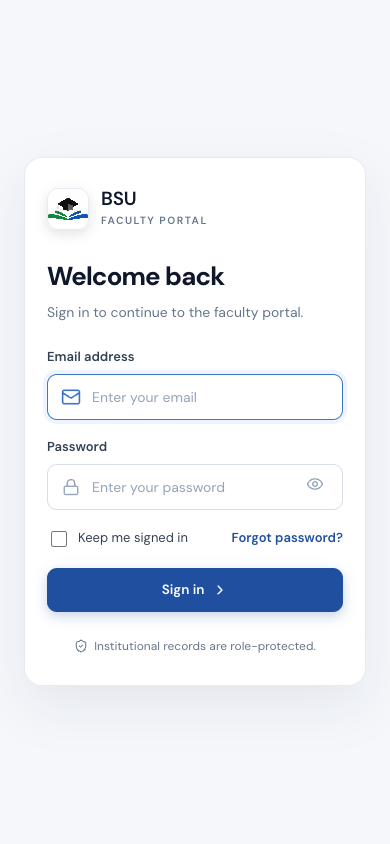 BSU
FACULTY PORTAL
Welcome back
Sign in to continue to the faculty portal.
Email address
Enter your email
Password
Enter your password
Keep me signed in
Forgot password?
Sign in
Institutional records are role-protected.